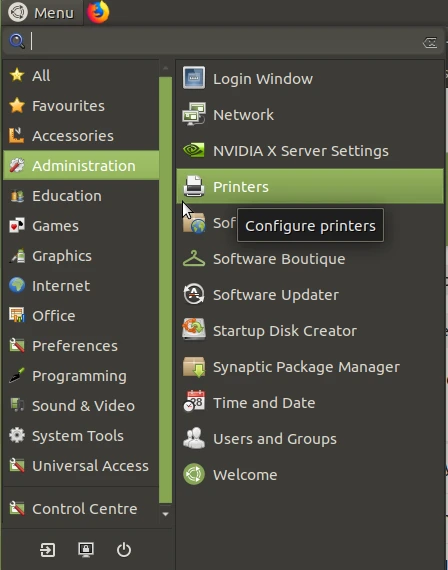 Menu
All
Favourites
Accessories
Administration
Education
Games
Graphics
Internet
Office
Preferences
Programming
Sound & Video
System Tools
Universal Access
Control Centre
Login Window
Network
NVIDIA X Server Settings
Printers
Configure printers
Software Boutique
Software Updater
Startup Disk Creator
Synaptic Package Manager
Time and Date
Users and Groups
Welcome